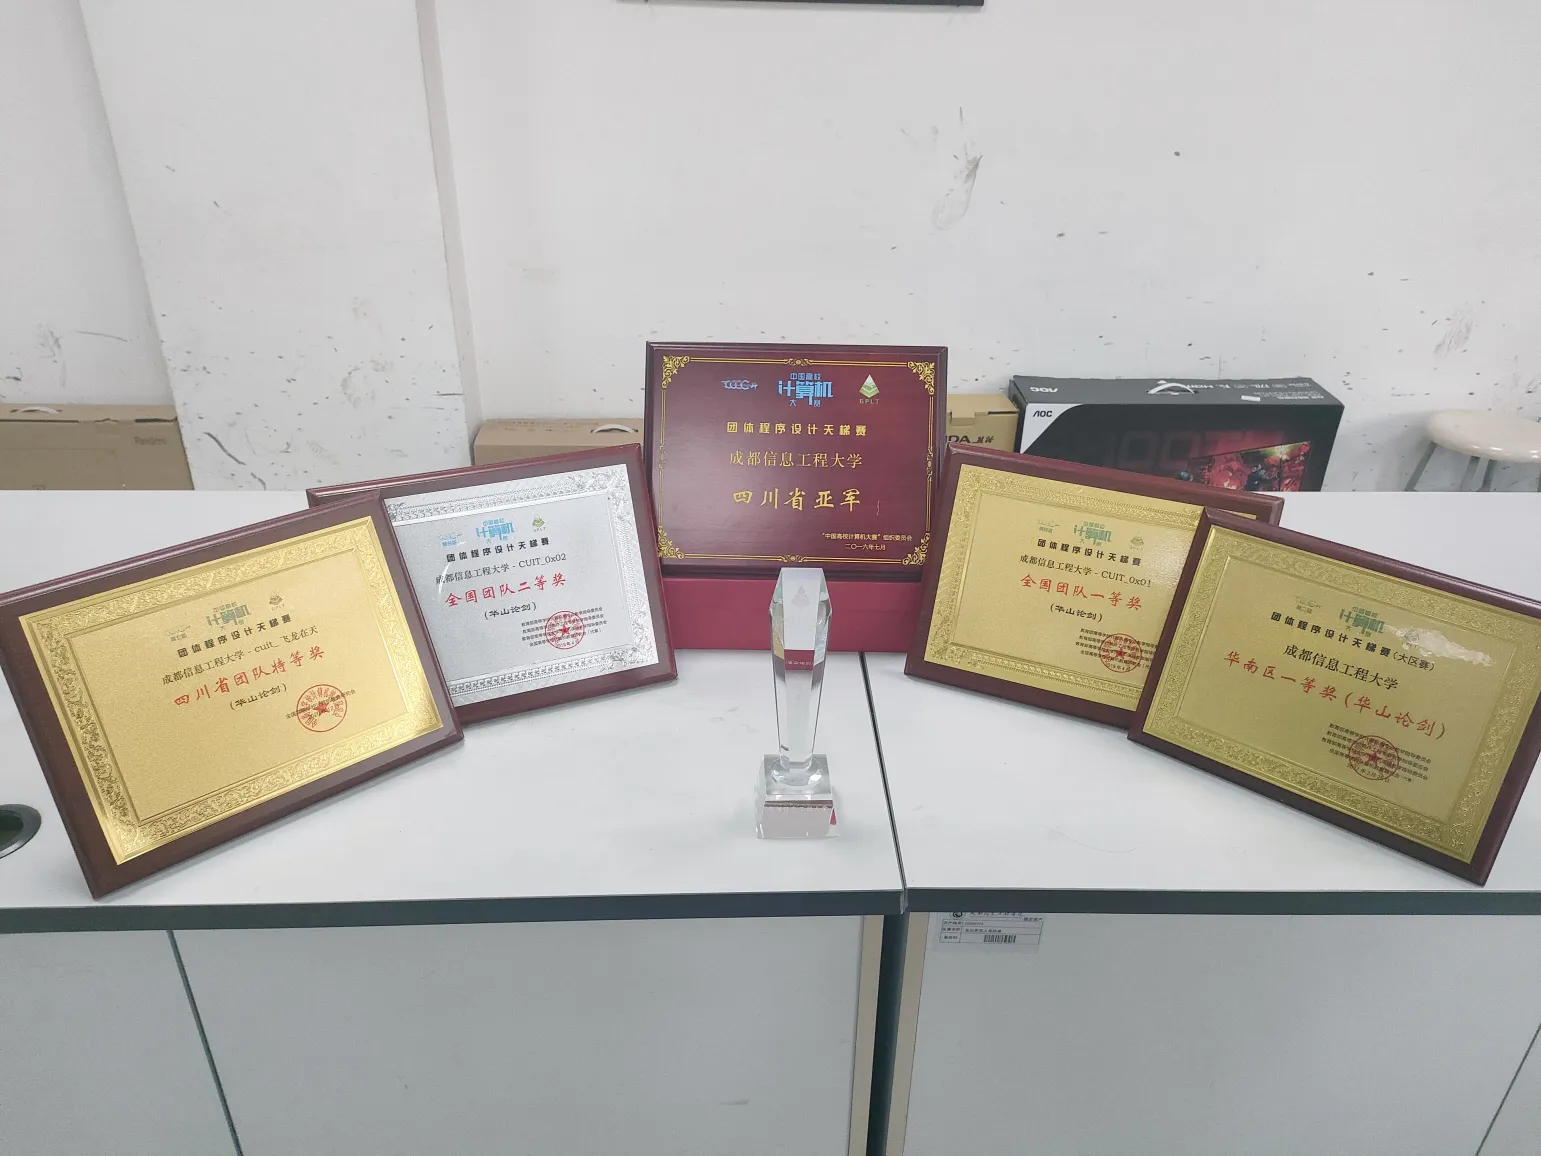 中国高校
计算机
大赛
GPLT
团体程序设计天梯赛
成都信息工程大学
四川省亚军
“中国高校计算机大赛”组织委员会
二〇一六年七月
中国高校
计算机
大赛
团体程序设计天梯赛
成都信息工程大学-cuit_飞龙在天
四川省团队特等奖
(华山论剑)
中国高校
计算机
大赛
GPLT
团体程序设计天梯赛
成都信息工程大学-CUIT_0x02
全国团队二等奖
(华山论剑)
中国高校
计算机
大赛
团体程序设计天梯赛
成都信息工程大学-CUIT_0x01
全国团队一等奖
(华山论剑)
中国高校
计算机
大赛
团体程序设计天梯赛(大区赛)
成都信息工程大学
华南区一等奖(华山论剑)
AOC
AOC